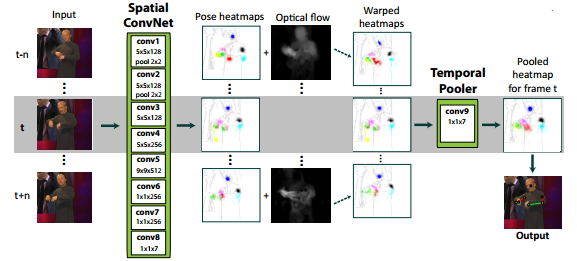 Input
Spatial
ConvNet
Pose heatmaps
Optical flow
Warped
heatmaps
Temporal
Pooler
Pooled
heatmap
for frame t
t-n
t
t+n
conv1
5x5x128
pool 2x2
conv2
5x5x128
pool 2x2
conv3
5x5x128
conv4
5x5x256
conv5
9x9x512
conv6
1x1x256
conv7
1x1x256
conv8
1x1x7
+
+
conv9
1x1x7
Output